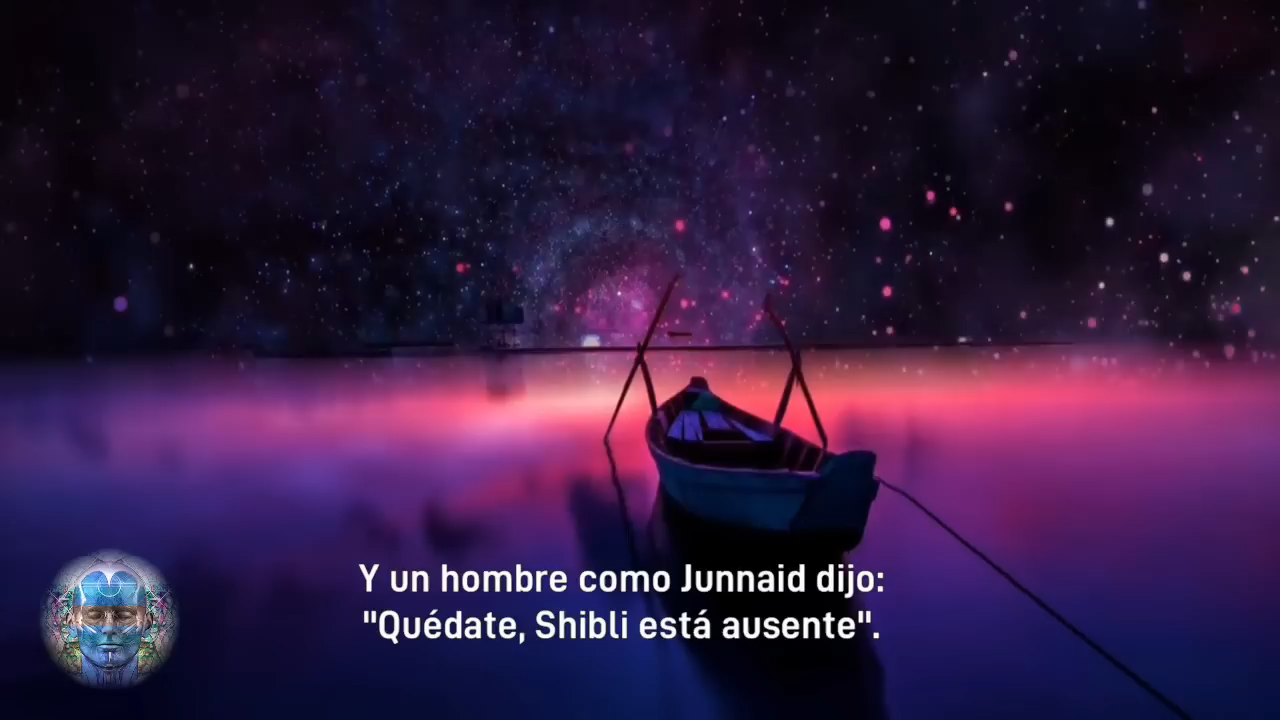 Y un hombre como Junnaid dijo:
"Quédate, Shibli está ausente".